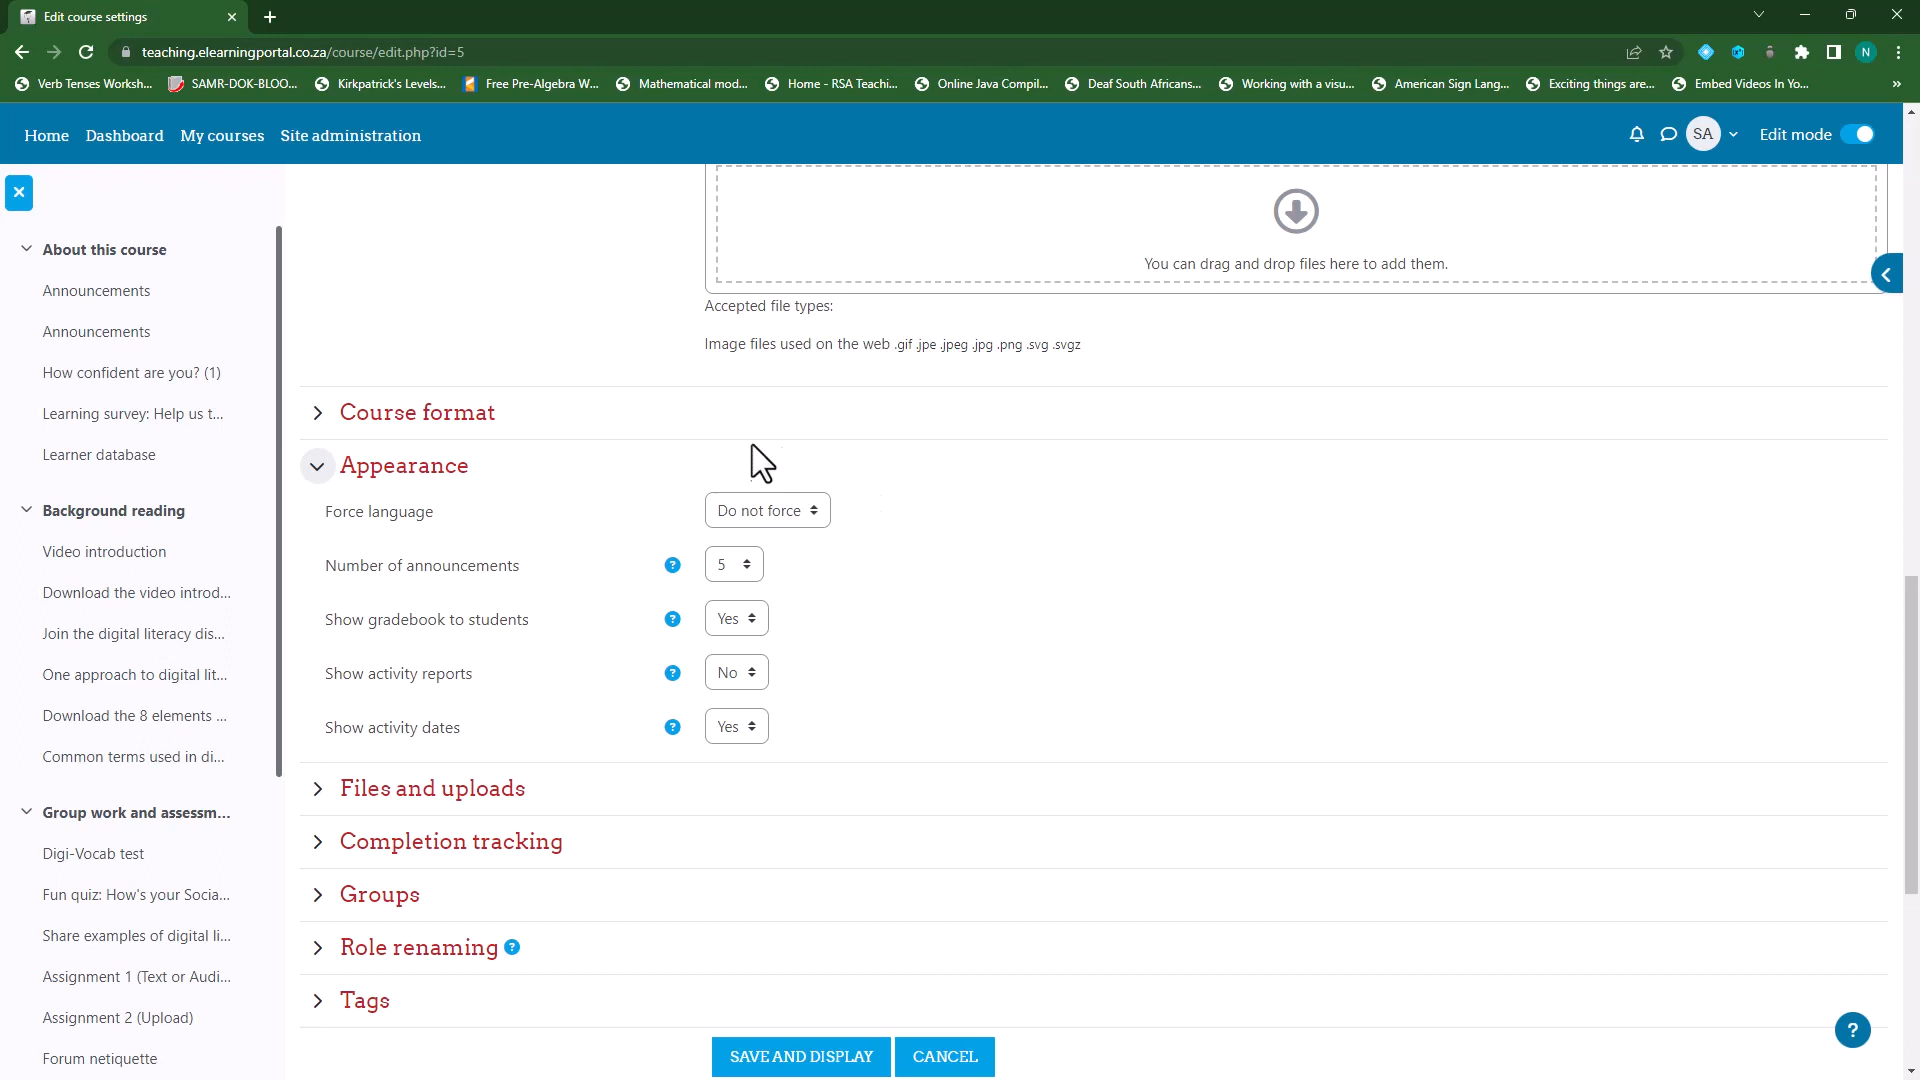 Edit course settings
teaching.elearningportal.co.za/course/edit.php?id=5
N
Verb Tenses Worksh...
SAMR-DOK-BLOO...
Kirkpatrick's Levels...
Free Pre-Algebra W...
Mathematical mod...
Home - RSA Teachi...
Online Java Compil...
Deaf South Africans...
Working with a visu...
American Sign Lang...
Exciting things are...
Embed Videos In Yo...
»
Home
Dashboard
My courses
Site administration
SA
Edit mode
About this course
Announcements
Announcements
How confident are you? (1)
Learning survey: Help us t...
Learner database
Background reading
Video introduction
Download the video introd...
Join the digital literacy dis...
One approach to digital lit...
Download the 8 elements ...
Common terms used in di...
Group work and assessm...
Digi-Vocab test
Fun quiz: How's your Socia...
Share examples of digital li...
Assignment 1 (Text or Audi...
Assignment 2 (Upload)
Forum netiquette
You can drag and drop files here to add them.
Accepted file types:
Image files used on the web .gif .jpe .jpeg .jpg .png .svg .svgz
Course format
Appearance
Force language
Do not force
Number of announcements
?
5
Show gradebook to students
?
Yes
Show activity reports
?
No
Show activity dates
?
Yes
Files and uploads
Completion tracking
Groups
Role renaming ?
Tags
SAVE AND DISPLAY
CANCEL
?